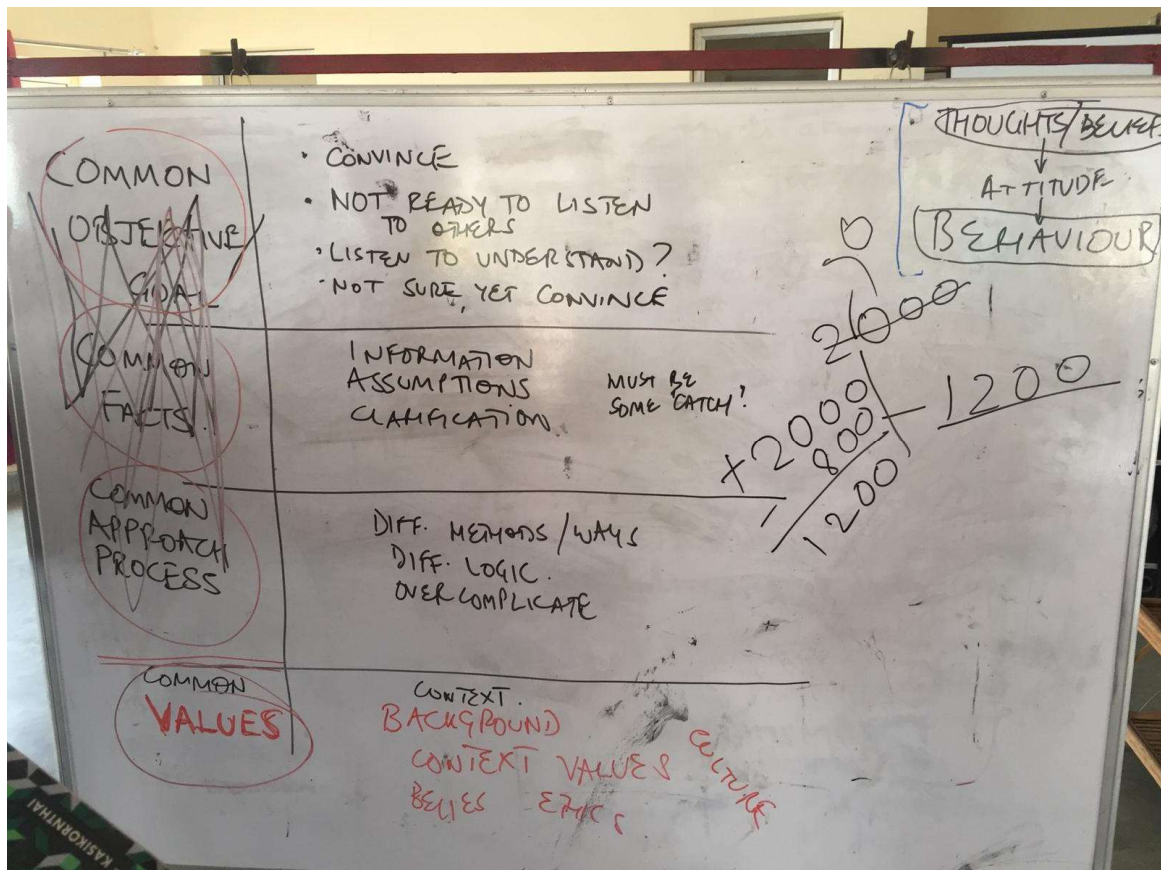 COMMON
OBJECTIVE/
GOAL
• CONVINCE
• NOT READY TO LISTEN
TO OTHERS
• LISTEN TO UNDERSTAND?
• NOT SURE, YET CONVINCE
THOUGHTS/BELIEFS
ATTITUDE
BEHAVIOUR
COMMON
FACTS.
INFORMATION
ASSUMPTIONS
CLARIFICATION
MUST BE
SOME 'CATCH'?
2000
+2000
800
1200
1200
COMMON
APPROACH
PROCESS
DIFF. METHODS/WAYS
DIFF. LOGIC.
OVERCOMPLICATE
COMMON
VALUES
CONTEXT.
BACKGROUND
CONTEXT VALUES
CULTURE
ETHICS
KASIKORNTHAI